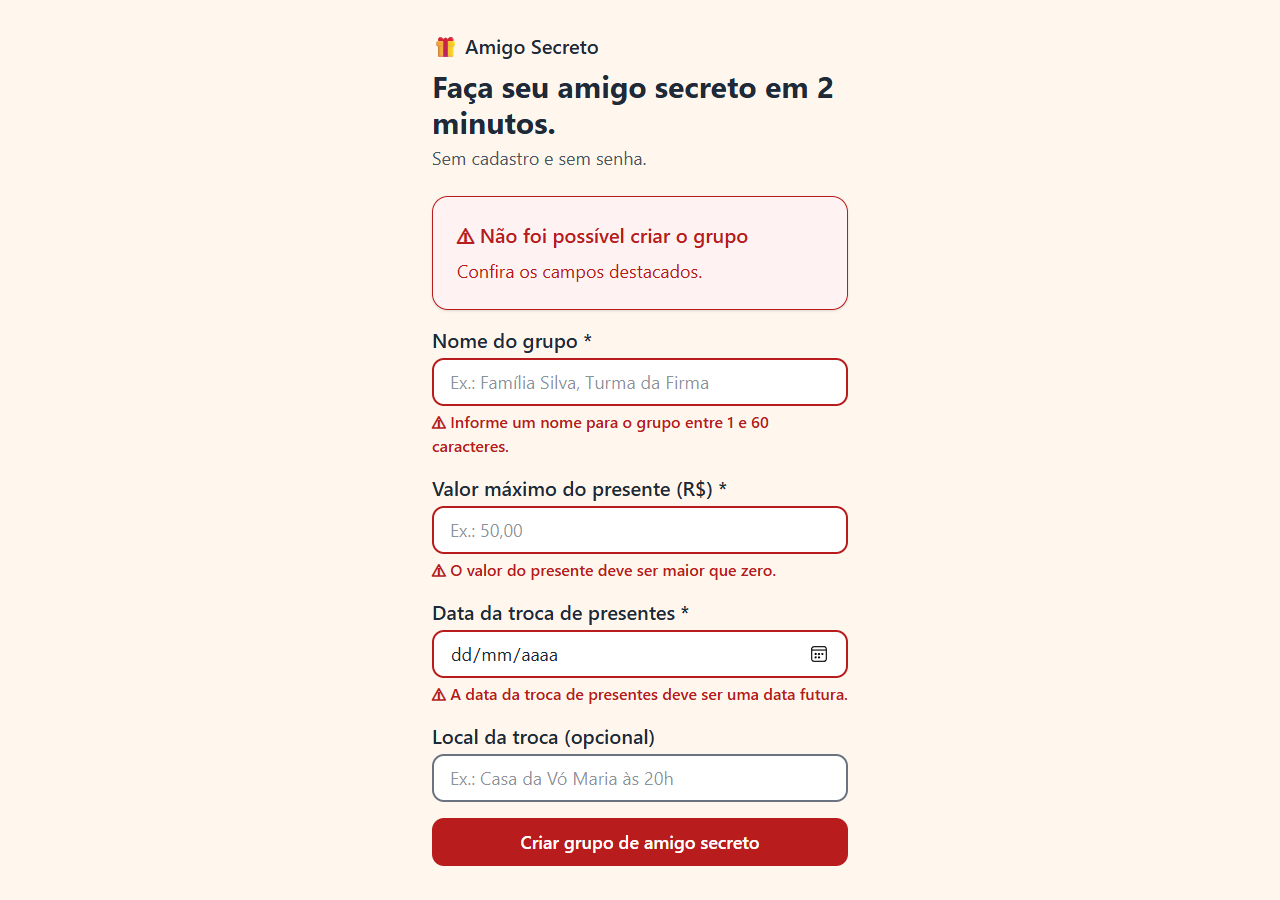 🎁 Amigo Secreto
Faça seu amigo secreto em 2
minutos.
Sem cadastro e sem senha.
⚠ Não foi possível criar o grupo
Confira os campos destacados.
Nome do grupo *
Ex.: Família Silva, Turma da Firma
⚠ Informe um nome para o grupo entre 1 e 60
caracteres.
Valor máximo do presente (R$) *
Ex.: 50,00
⚠ O valor do presente deve ser maior que zero.
Data da troca de presentes *
dd/mm/aaaa
⚠ A data da troca de presentes deve ser uma data futura.
Local da troca (opcional)
Ex.: Casa da Vó Maria às 20h
Criar grupo de amigo secreto